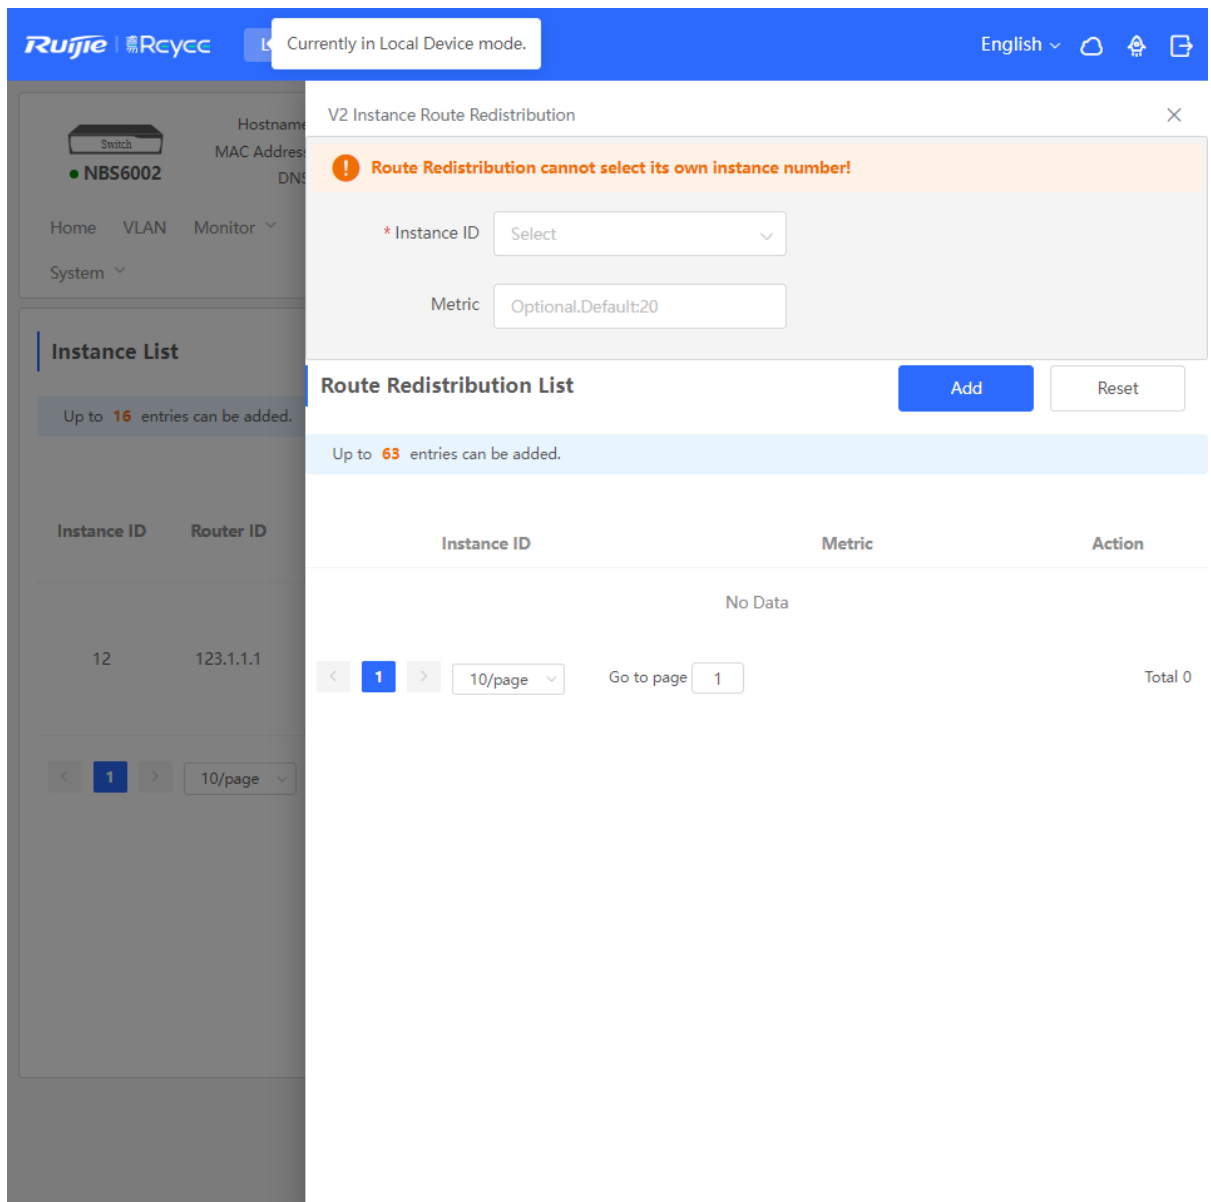 Ruijie | Reyee
Currently in Local Device mode.
English
V2 Instance Route Redistribution
Switch
NBS6002
Hostname
MAC Address
DNS
Route Redistribution cannot select its own instance number!
Home VLAN Monitor
System
* Instance ID Select
Metric Optional.Default:20
Instance List
Up to 16 entries can be added.
Route Redistribution List
Add Reset
Up to 63 entries can be added.
Instance ID Router ID
12 123.1.1.1
1 10/page
Instance ID Metric Action
No Data
1 10/page Go to page 1 Total 0